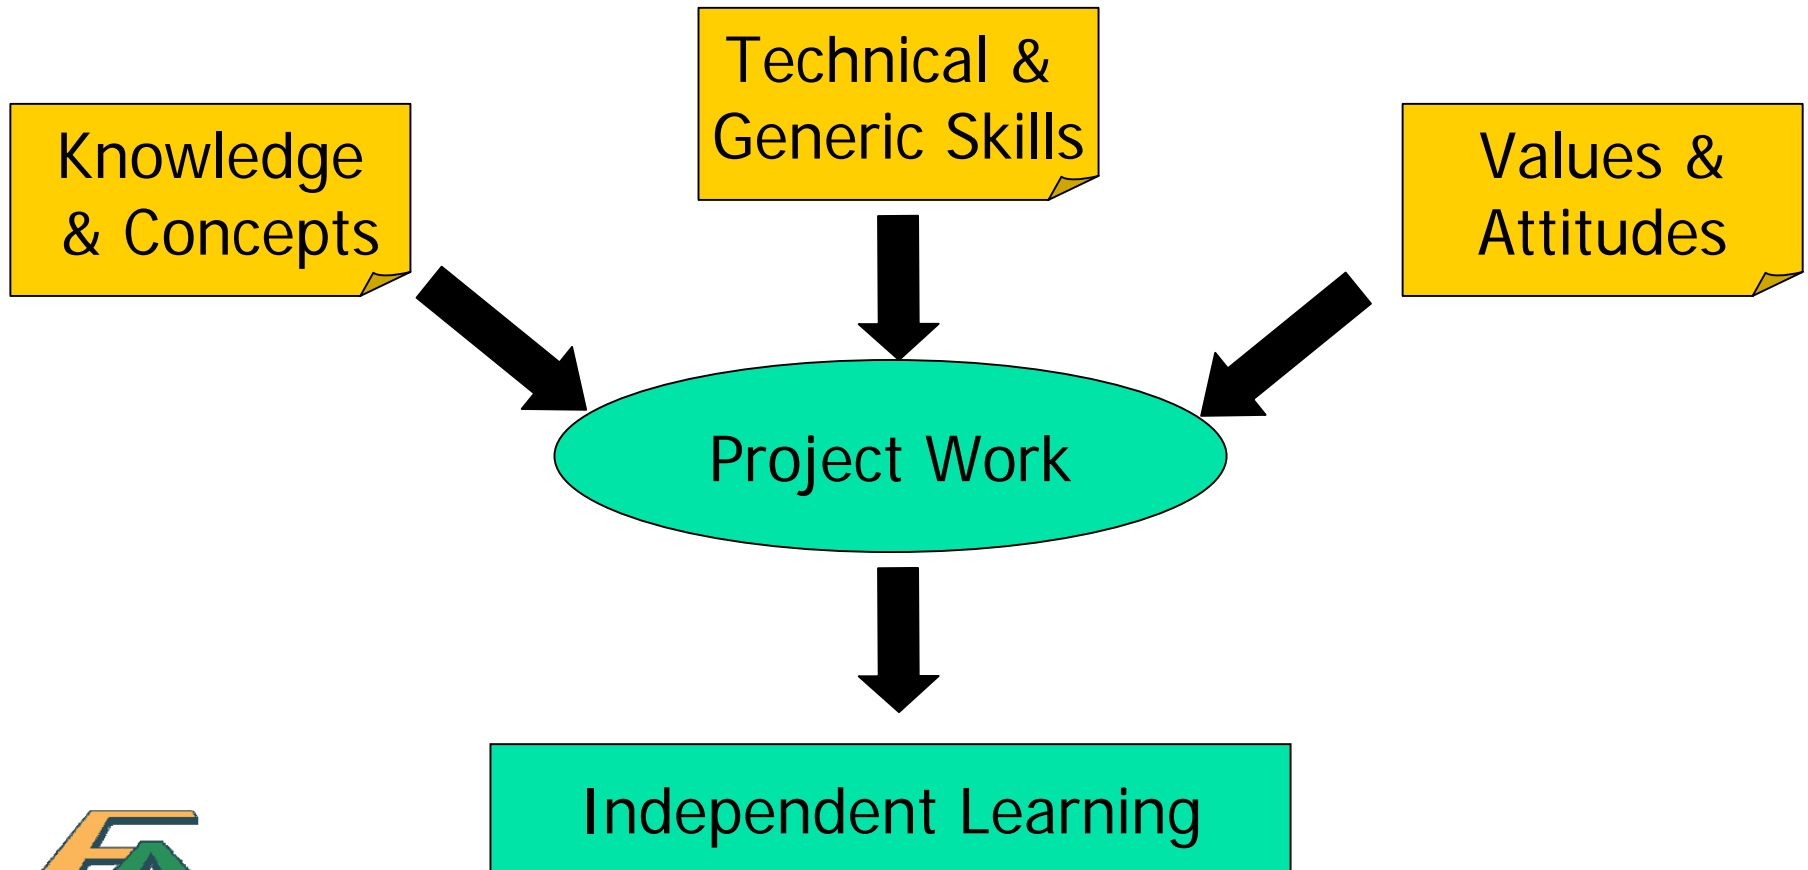 Technical &
Generic Skills
Knowledge
& Concepts
Values &
Attitudes
Project Work
Independent Learning